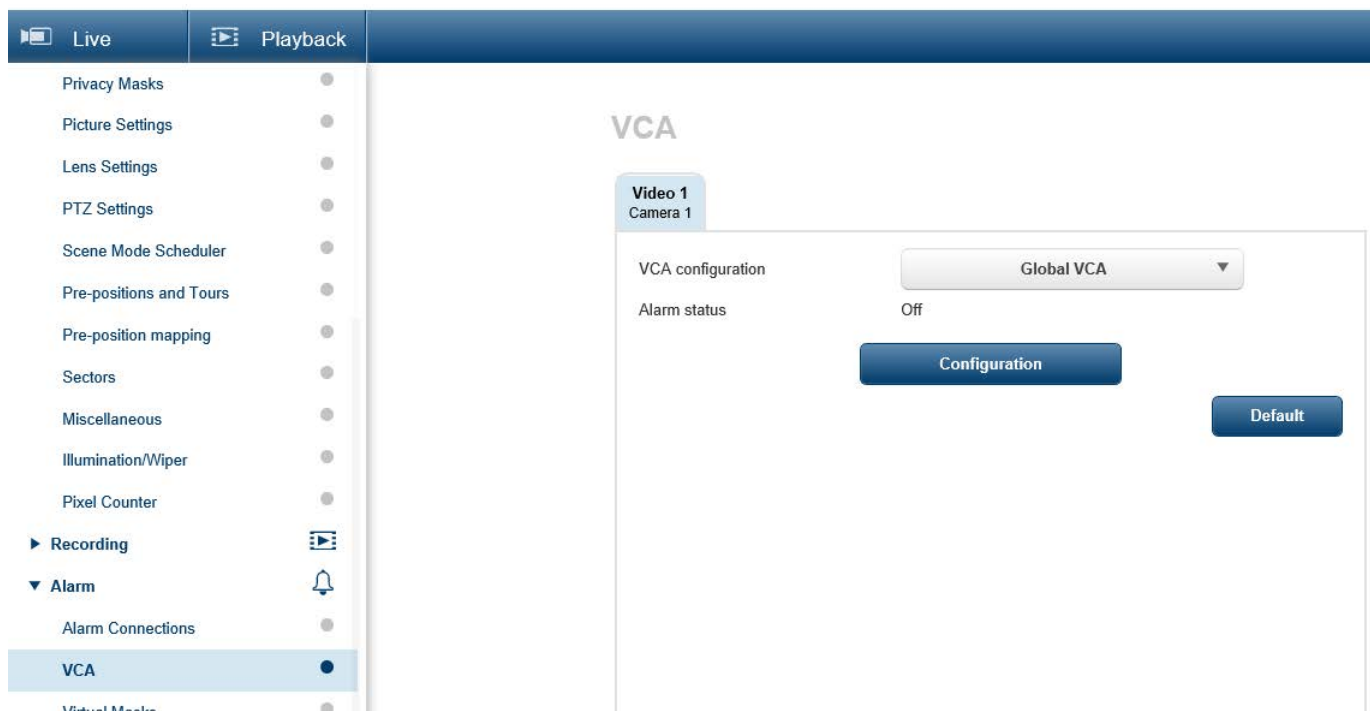 Live
Playback
Privacy Masks
Picture Settings
Lens Settings
PTZ Settings
Scene Mode Scheduler
Pre-positions and Tours
Pre-position mapping
Sectors
Miscellaneous
Illumination/Wiper
Pixel Counter
Recording
Alarm
Alarm Connections
VCA
Virtual Masks
VCA
Video 1
Camera 1
VCA configuration
Global VCA
Alarm status
Off
Configuration
Default